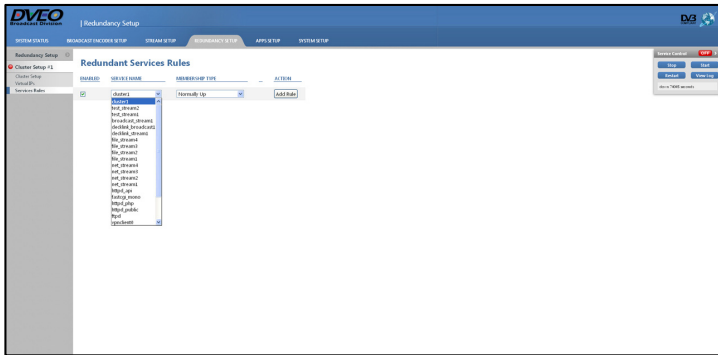 DVEO
Broadcast Division
| Redundancy Setup
DVB
SYSTEM STATUS
BROADCAST ENCODER SETUP
STREAM SETUP
REDUNDANCY SETUP
APPS SETUP
SYSTEM SETUP
Redundancy Setup
Cluster Setup #1
Cluster Setup
Virtual IPs
Services Rules
Redundant Services Rules
ENABLED
SERVICE NAME
MEMBERSHIP TYPE
...
ACTION
cluster1
Normally Up
Add Rule
cluster1
test_stream2
test_stream1
broadcast_stream1
decklink_broadcast1
decklink_stream1
file_stream4
file_stream3
file_stream2
file_stream1
net_stream4
net_stream3
net_stream2
net_stream1
httpd_api
fastcgi_mono
httpd_php
httpd_public
ftpd
vpnclient#
Service Control
OFF
Stop
Start
Restart
View Log